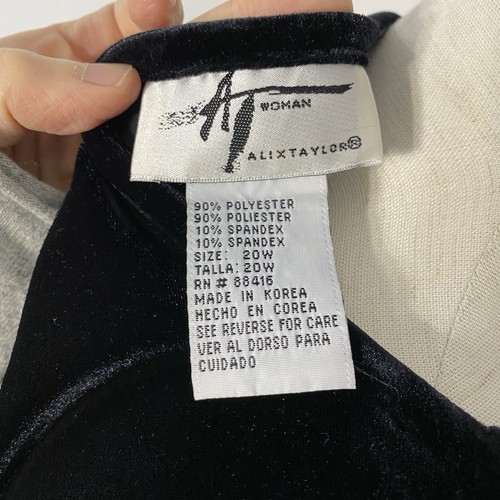 AT
WOMAN
ALIXTAYLOR®
90% POLYESTER
90% POLIESTER
10% SPANDEX
10% SPANDEX
SIZE: 20W
TALLA: 20W
RN # 88416
MADE IN KOREA
HECHO EN COREA
SEE REVERSE FOR CARE
VER AL DORSO PARA
CUIDADO